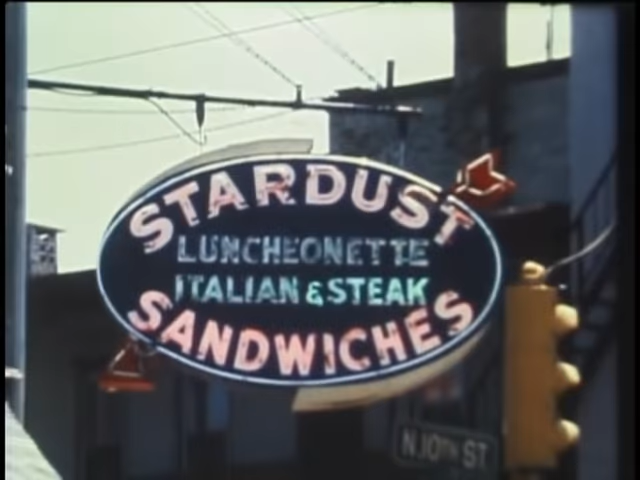 STARDUST
LUNCHEONETTE
ITALIAN & STEAK
SANDWICHES
N.10TH ST.